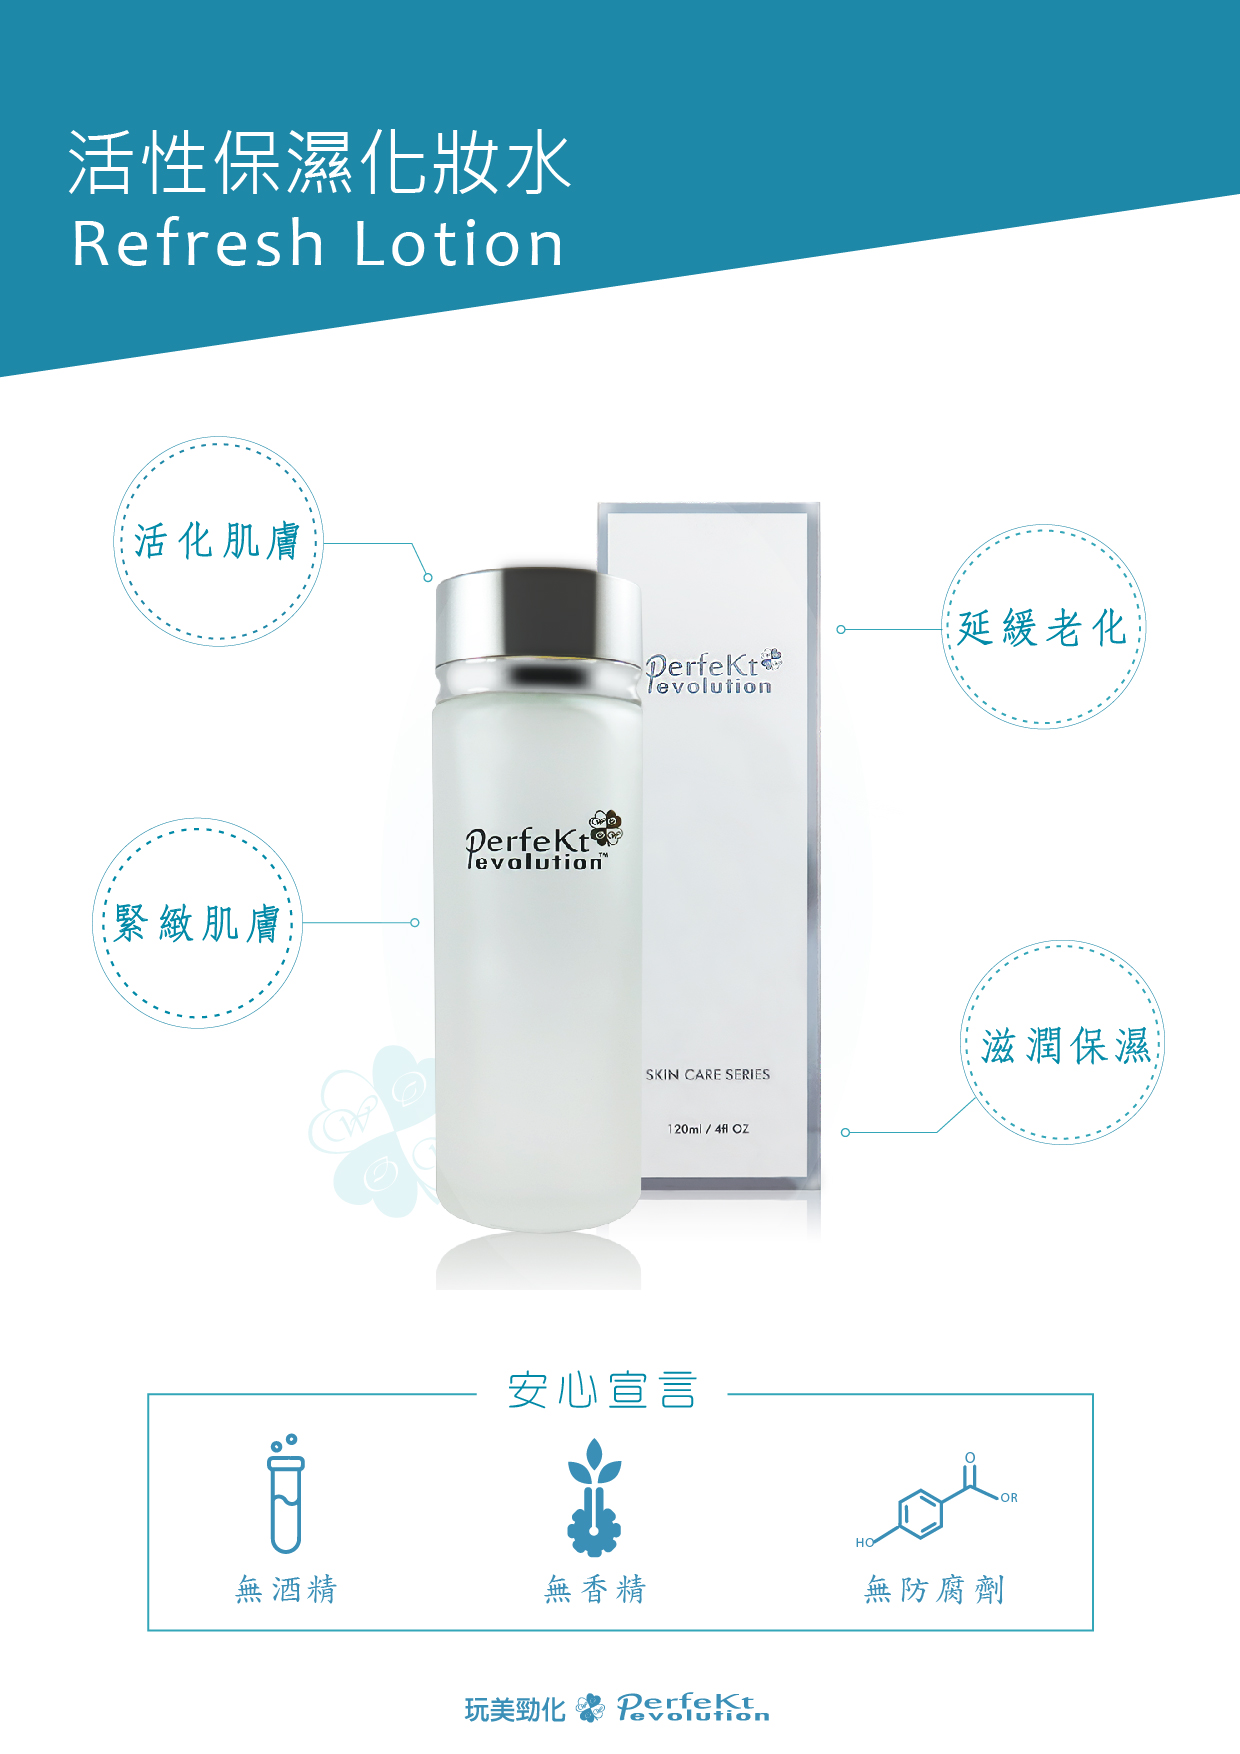 活性保濕化妝水
Refresh Lotion
活化肌膚
延緩老化
緊緻肌膚
滋潤保濕
Perfekt
revolution
Perfekt
revolution™
SKIN CARE SERIES
120ml / 4fl OZ
安心宣言
O
OR
HO
無酒精
無香精
無防腐劑
玩美勁化 Perfekt
revolution